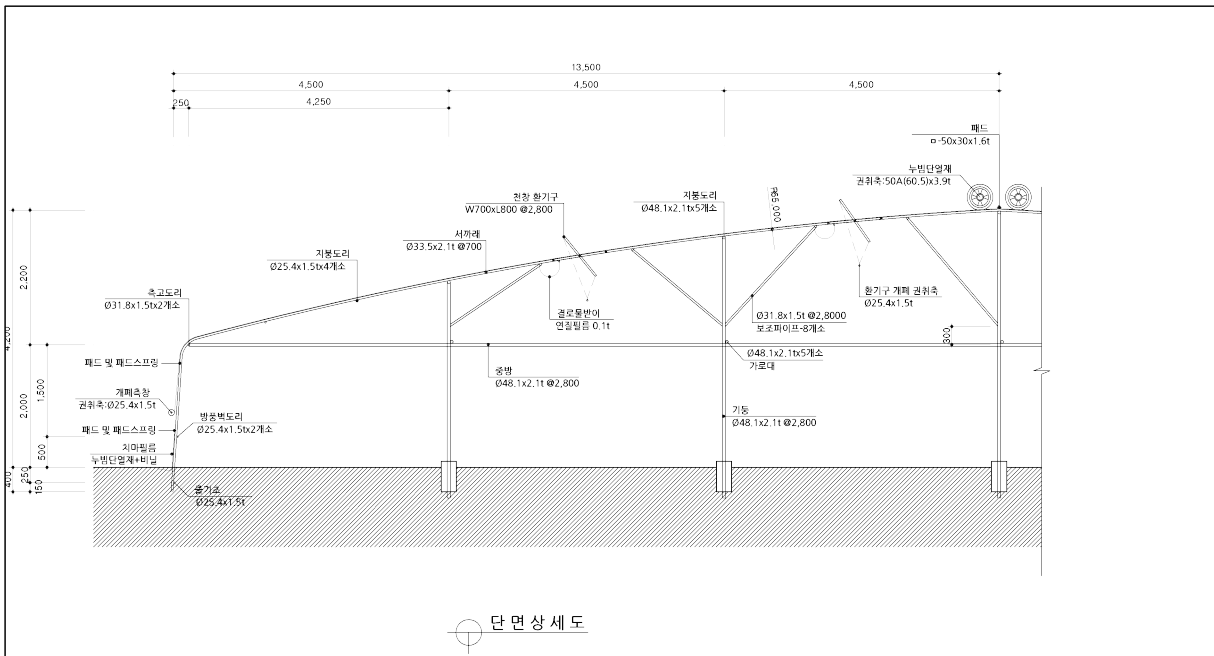 13,500
4,500
4,500
4,500
250
4,250
패드
ㅁ-50x30x1.6t
누빔단열재
권취축:50A(60.5)x3.9t
천창 환기구
W700xL800 @2,800
지붕도리
Ø48.1x2.1tx5개소
R65,000
서까래
Ø33.5x2.1t @700
지붕도리
Ø25.4x1.5tx4개소
측고도리
Ø31.8x1.5tx2개소
결로물받이
연질필름 0.1t
환기구 개폐 권취축
Ø25.4x1.5t
Ø31.8x1.5t @2,8000
보조파이프-8개소
300
Ø48.1x2.1tx5개소
가로대
중방
Ø48.1x2.1t @2,800
기둥
Ø48.1x2.1t @2,800
패드 및 패드스프링
개폐측창
권취축:Ø25.4x1.5t
방풍벽도리
Ø25.4x1.5tx2개소
패드 및 패드스프링
치마필름
누빔단열재+비닐
줄기초
Ø25.4x1.5t
2,200
4,200
2,000
1,500
500
400
250
150
단면상세도